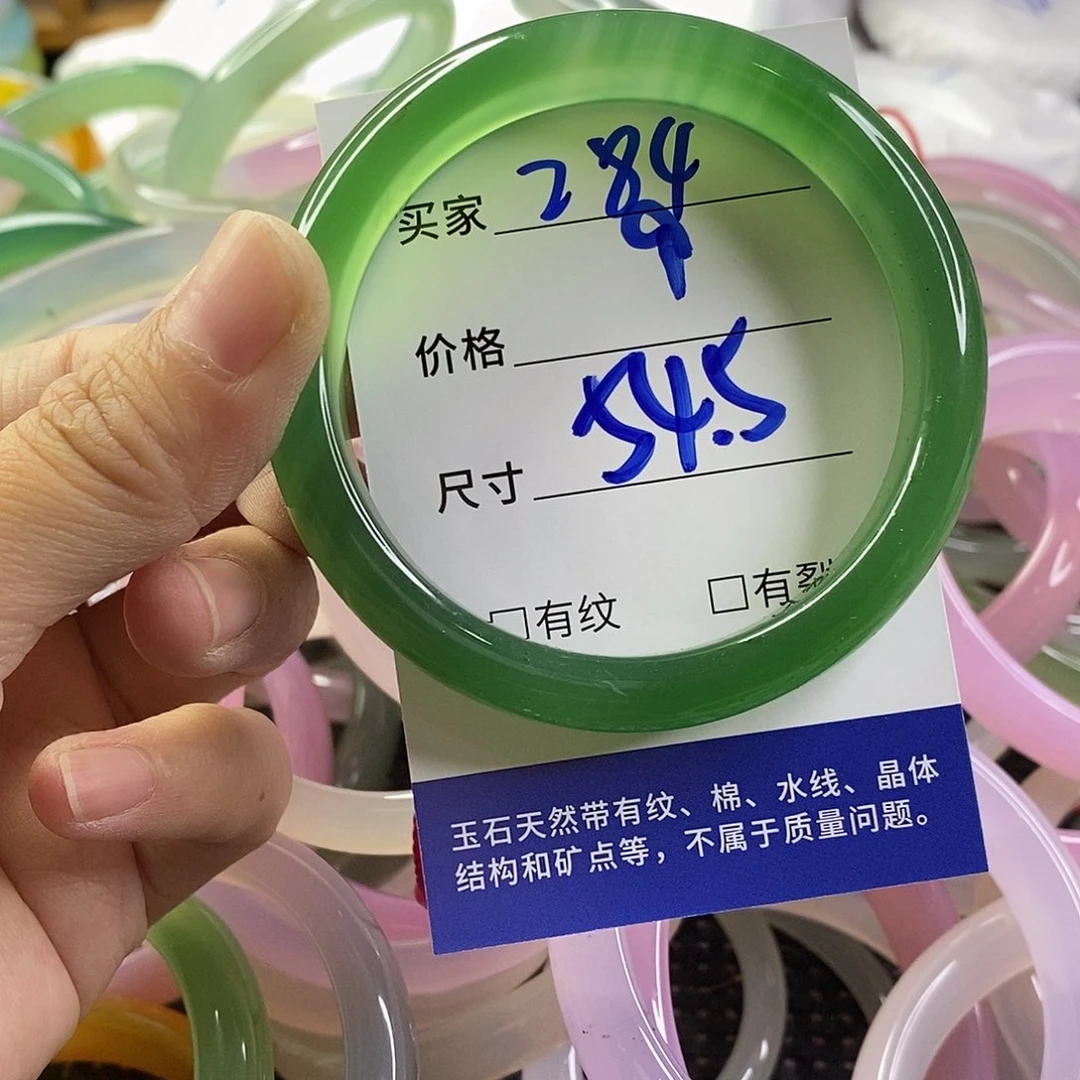 买家 284
9
价格
尺寸 54.5
□有纹 □有裂
玉石天然带有纹、棉、水线、晶体
结构和矿点等，不属于质量问题。